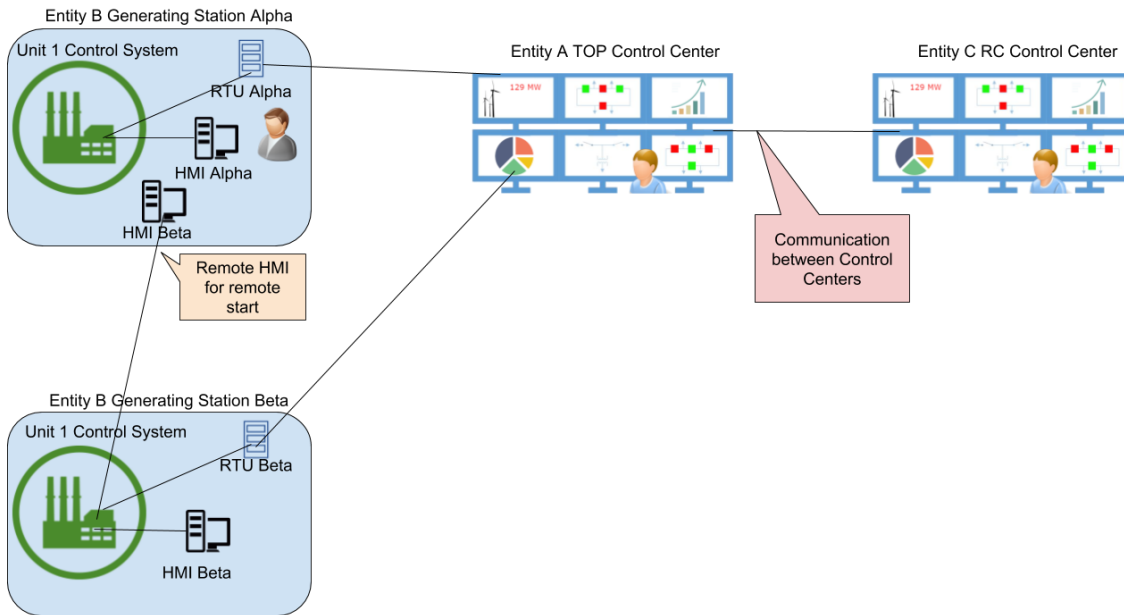 Entity B Generating Station Alpha
Unit 1 Control System
RTU Alpha
HMI Alpha
HMI Beta
Remote HMI
for remote
start
Entity A TOP Control Center
129 MW
Entity C RC Control Center
129 MW
Communication
between Control
Centers
Entity B Generating Station Beta
Unit 1 Control System
RTU Beta
HMI Beta